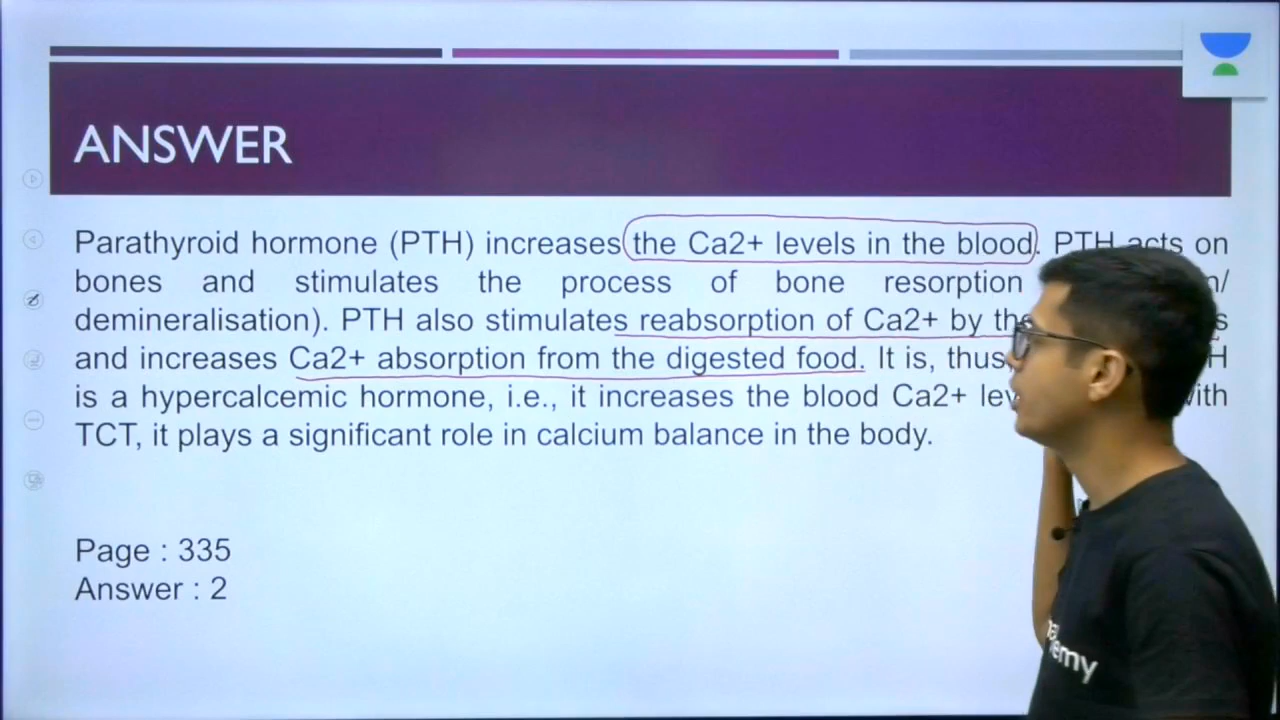 ANSWER
Parathyroid hormone (PTH) increases the Ca2+ levels in the blood. PTH acts on
bones and stimulates the process of bone resorption
demineralisation). PTH also stimulates reabsorption of Ca2+ by
and increases Ca2+ absorption from the digested food. It is, thus
is a hypercalcemic hormone, i.e., it increases the blood Ca2+ with
TCT, it plays a significant role in calcium balance in the body.
Page : 335
Answer : 2